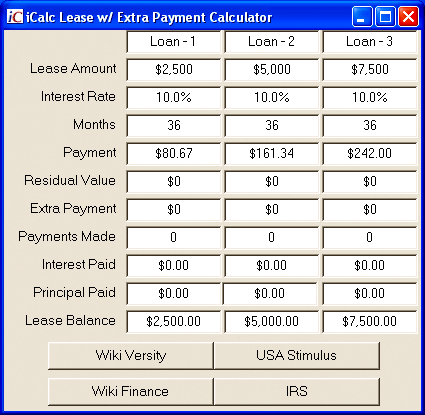 iC iCalc Lease w/ Extra Payment Calculator
Loan - 1 Loan - 2 Loan - 3
Lease Amount $2,500 $5,000 $7,500
Interest Rate 10.0% 10.0% 10.0%
Months 36 36 36
Payment $80.67 $161.34 $242.00
Residual Value $0 $0 $0
Extra Payment $0 $0 $0
Payments Made 0 0 0
Interest Paid $0.00 $0.00 $0.00
Principal Paid $0.00 $0.00 $0.00
Lease Balance $2,500.00 $5,000.00 $7,500.00
Wiki Versity USA Stimulus
Wiki Finance IRS